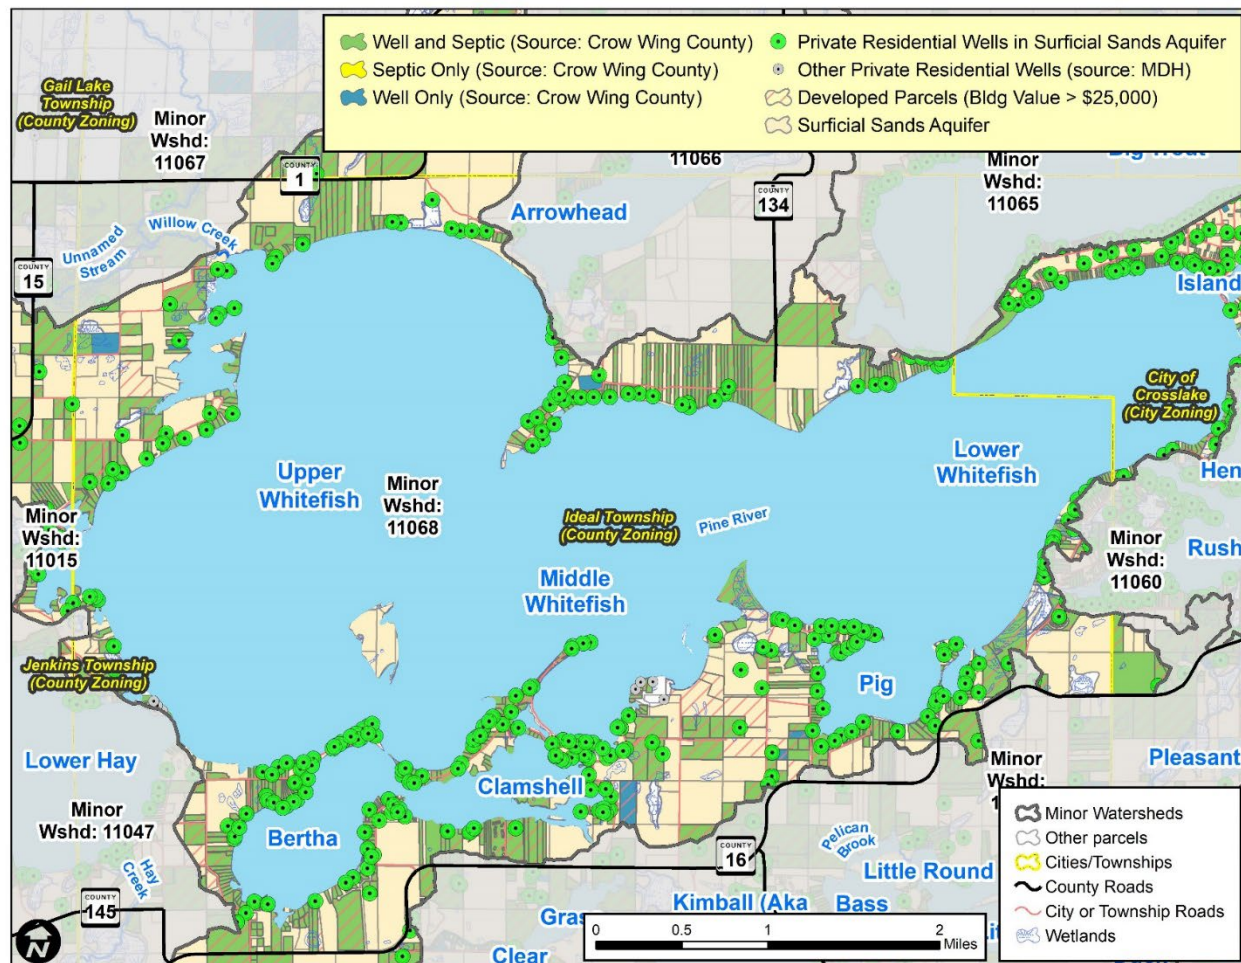 Well and Septic (Source: Crow Wing County)
Septic Only (Source: Crow Wing County)
Well Only (Source: Crow Wing County)
Private Residential Wells in Surficial Sands Aquifer
Other Private Residential Wells (source: MDH)
Developed Parcels (Bldg Value > $25,000)
Surficial Sands Aquifer
Gail Lake
Township
(County Zoning)
Minor
Wshd:
11067
COUNTY
1
11066
Minor
Wshd:
11065
COUNTY
134
Arrowhead
Willow Creek
Unnamed
Stream
COUNTY
15
Island
City of
Crosslake
(City Zoning)
Upper
Whitefish
Minor
Wshd:
11068
Lower
Whitefish
Hen
Ideal Township
(County Zoning)
Pine River
Minor
Wshd:
11015
Minor
Wshd:
11060
Rush
Middle
Whitefish
Jenkins Township
(County Zoning)
Pig
Lower Hay
Clamshell
Pleasant
Minor
Wshd:
Minor
Wshd: 11047
Bertha
Hay
Creek
COUNTY
16
Pelican
Brook
Little Round
COUNTY
145
Kimball (Aka
Bass
Gras
Clear
0
0.5
1
2
Miles
Minor Watersheds
Other parcels
Cities/Townships
County Roads
City or Township Roads
Wetlands
N